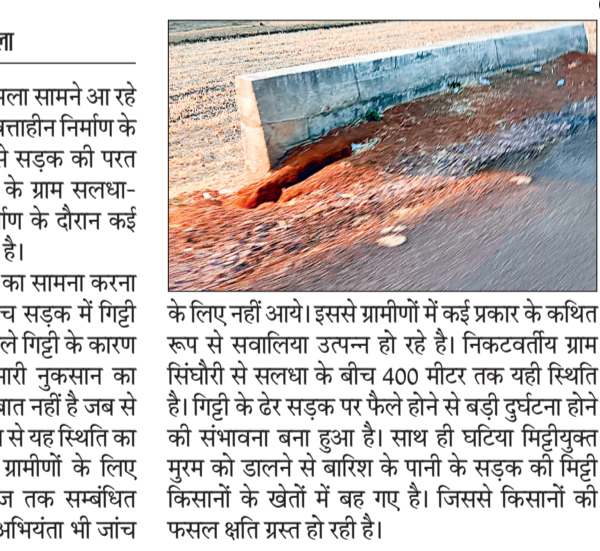 ला
मला सामने आ रहे
वत्ताहीन निर्माण के
से सड़क की परत
के ग्राम सलधा-
र्माण के दौरान कई
है।
का सामना करना
च सड़क में गिट्टी
ले गिट्टी के कारण
मारी नुकसान का
बात नहीं है जब से
से यह स्थिति का
ग्रामीणों के लिए
ज तक सम्बंधित
अभियंता भी जांच
के लिए नहीं आये। इससे ग्रामीणों में कई प्रकार के कथित
रूप से सवालिया उत्पन्न हो रहे है। निकटवर्तीय ग्राम
सिंघौरी से सलधा के बीच 400 मीटर तक यही स्थिति
है। गिट्टी के ढेर सड़क पर फैले होने से बड़ी दुर्घटना होने
की संभावना बना हुआ है। साथ ही घटिया मिट्टीयुक्त
मुरम को डालने से बारिश के पानी के सड़क की मिट्टी
किसानों के खेतों में बह गए है। जिससे किसानों की
फसल क्षति ग्रस्त हो रही है।